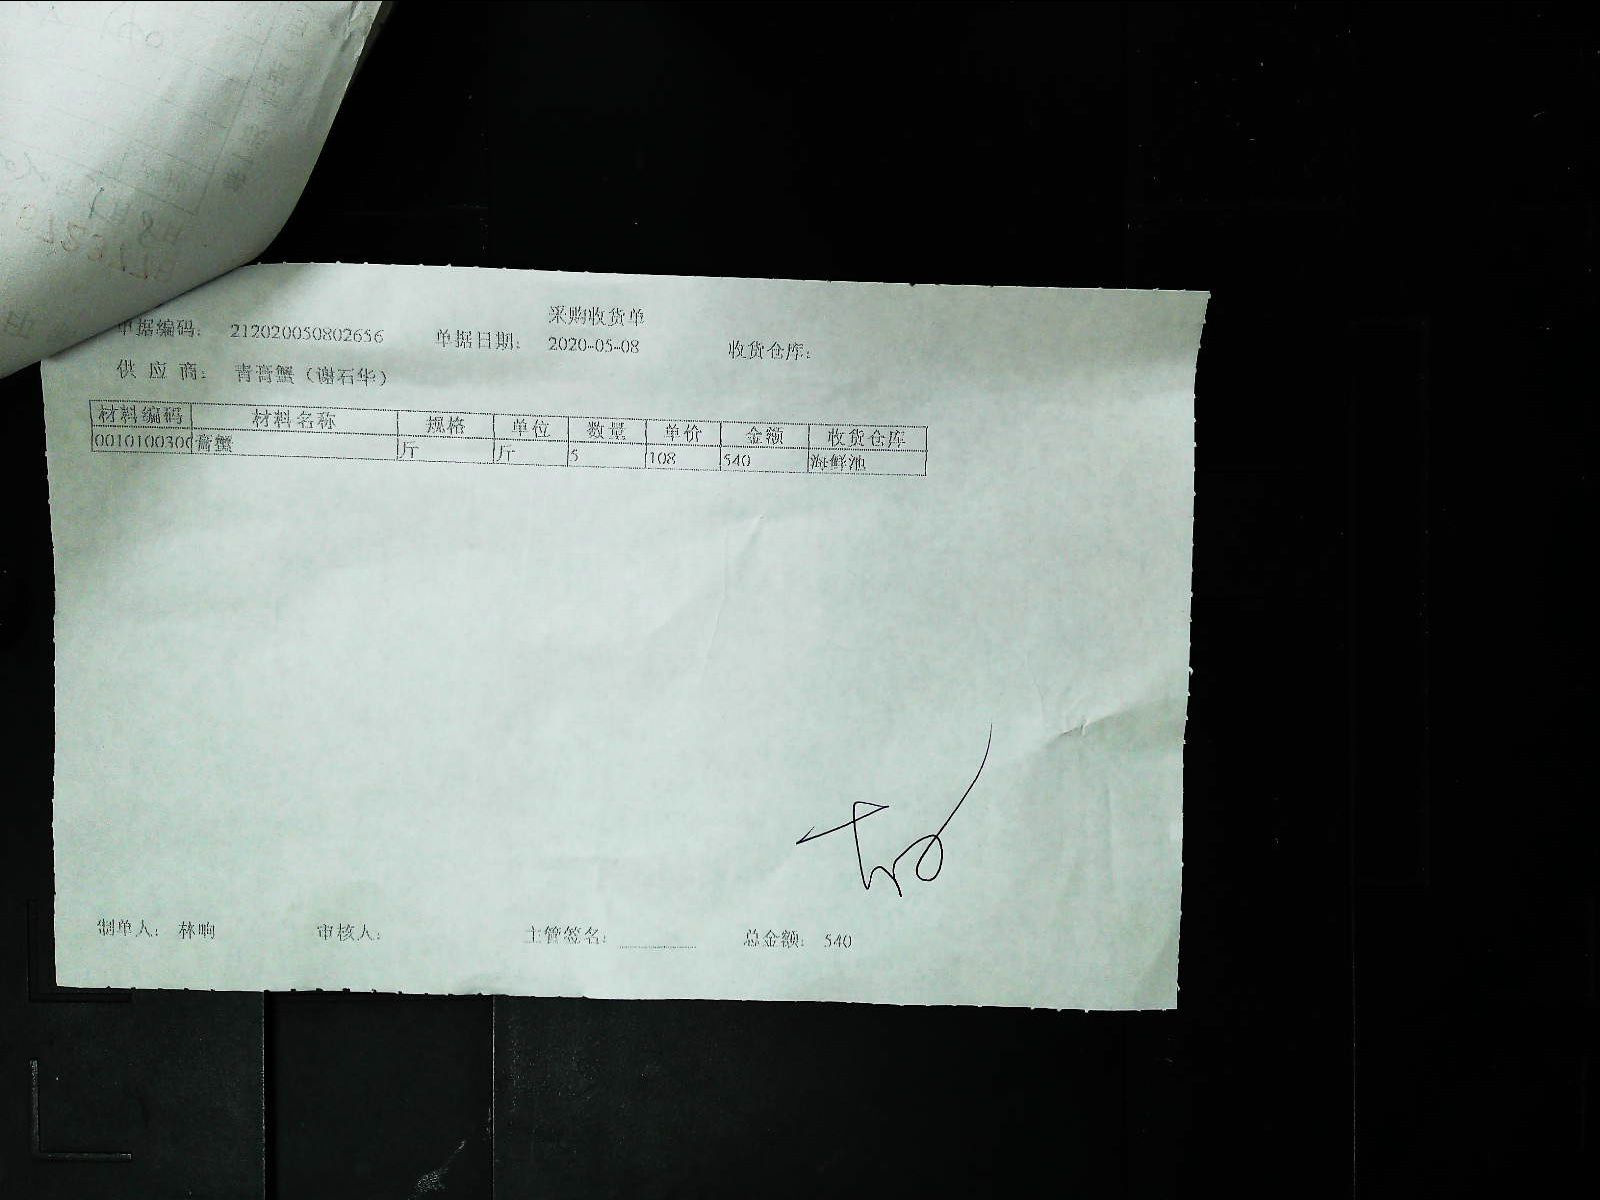 采购收货单
单据编码: 212020050802656 单据日期: 2020-05-08 收货仓库:
供 应 商: 青膏蟹（谢石华）
材料编码 材料名称 规格 单位 数量 单价 金额 收货仓库
0010100300 膏蟹 斤 斤 5 108 540 海鲜池
制单人: 林晌 审核人: 主管签名: 总金额: 540